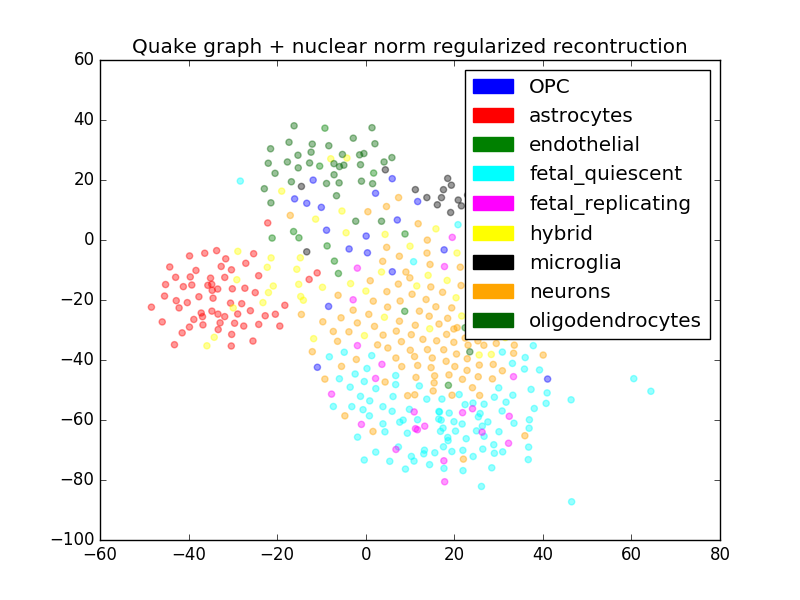 Quake graph + nuclear norm regularized recontruction
60
40
20
0
−20
−40
−60
−80
−100
−60
−40
−20
0
20
40
60
80
OPC
astrocytes
endothelial
fetal_quiescent
fetal_replicating
hybrid
microglia
neurons
oligodendrocytes